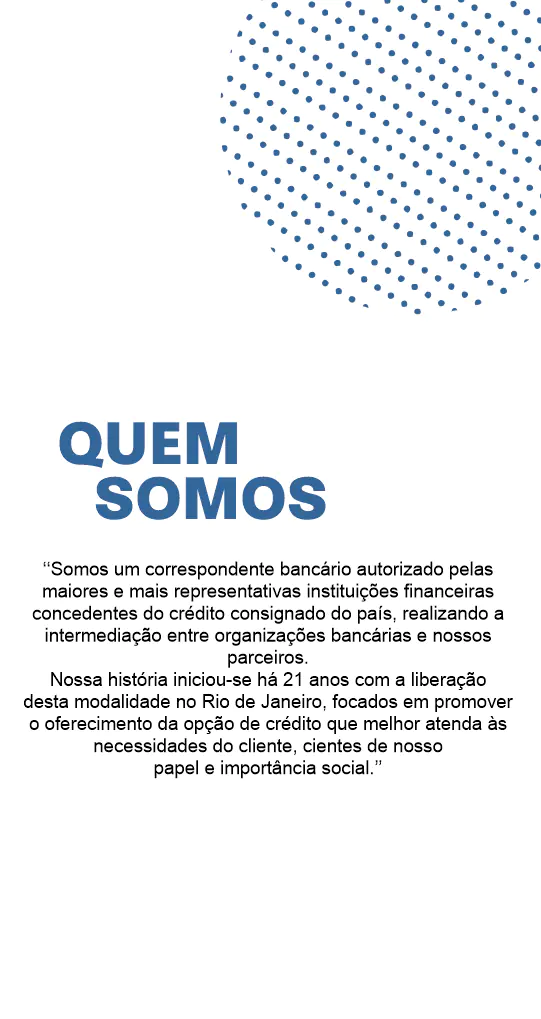 QUEM
SOMOS
‘‘Somos um correspondente bancário autorizado pelas
maiores e mais representativas instituições financeiras
concedentes do crédito consignado do país, realizando a
intermediação entre organizações bancárias e nossos
parceiros.
Nossa história iniciou-se há 21 anos com a liberação
desta modalidade no Rio de Janeiro, focados em promover
o oferecimento da opção de crédito que melhor atenda às
necessidades do cliente, cientes de nosso
papel e importância social.’’